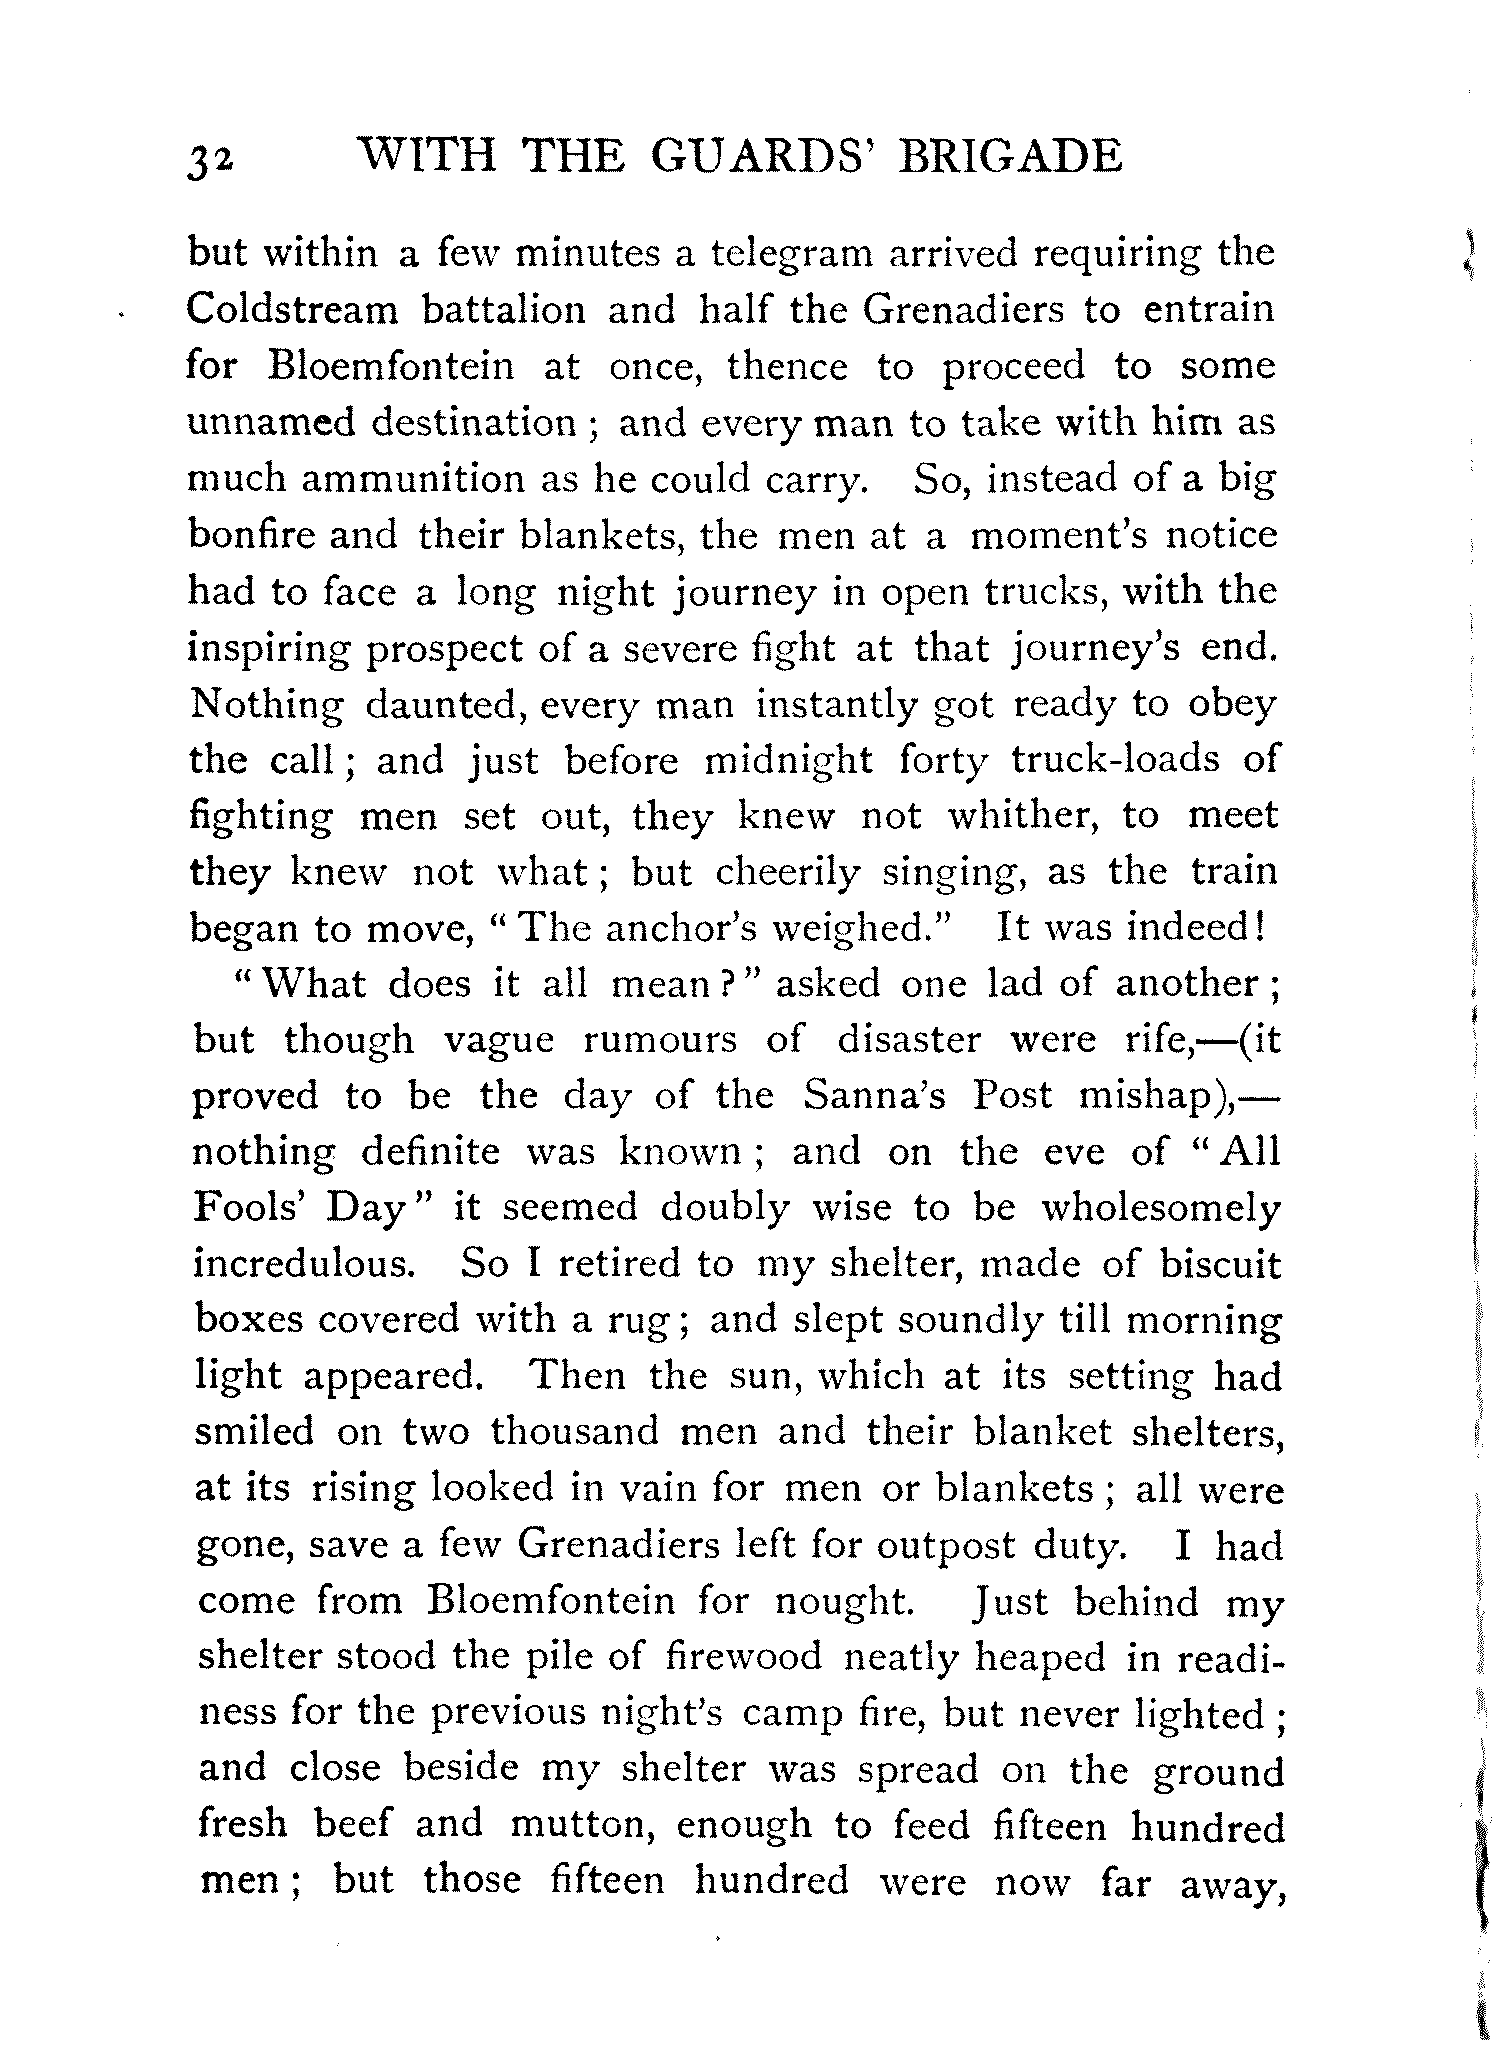 32 WITH THE GUARDS' BRIGADE
but within a few minutes a telegram arrived requiring the
Coldstream battalion and half the Grenadiers to entrain
for Bloemfontein at once, thence to proceed to some
unnamed destination ; and every man to take with him as
much ammunition as he could carry. So, instead of a big
bonfire and their blankets, the men at a moment's notice
had to face a long night journey in open trucks, with the
inspiring prospect of a severe fight at that journey's end.
Nothing daunted, every man instantly got ready to obey
the call ; and just before midnight forty truck-loads of
fighting men set out, they knew not whither, to meet
they knew not what ; but cheerily singing, as the train
began to move, " The anchor's weighed." It was indeed!
" What does it all mean ? " asked one lad of another ;
but though vague rumours of disaster were rife,—(it
proved to be the day of the Sanna's Post mishap),—
nothing definite was known ; and on the eve of " All
Fools' Day " it seemed doubly wise to be wholesomely
incredulous. So I retired to my shelter, made of biscuit
boxes covered with a rug ; and slept soundly till morning
light appeared. Then the sun, which at its setting had
smiled on two thousand men and their blanket shelters,
at its rising looked in vain for men or blankets ; all were
gone, save a few Grenadiers left for outpost duty. I had
come from Bloemfontein for nought. Just behind my
shelter stood the pile of firewood neatly heaped in readi-
ness for the previous night's camp fire, but never lighted ;
and close beside my shelter was spread on the ground
fresh beef and mutton, enough to feed fifteen hundred
men ; but those fifteen hundred were now far away,